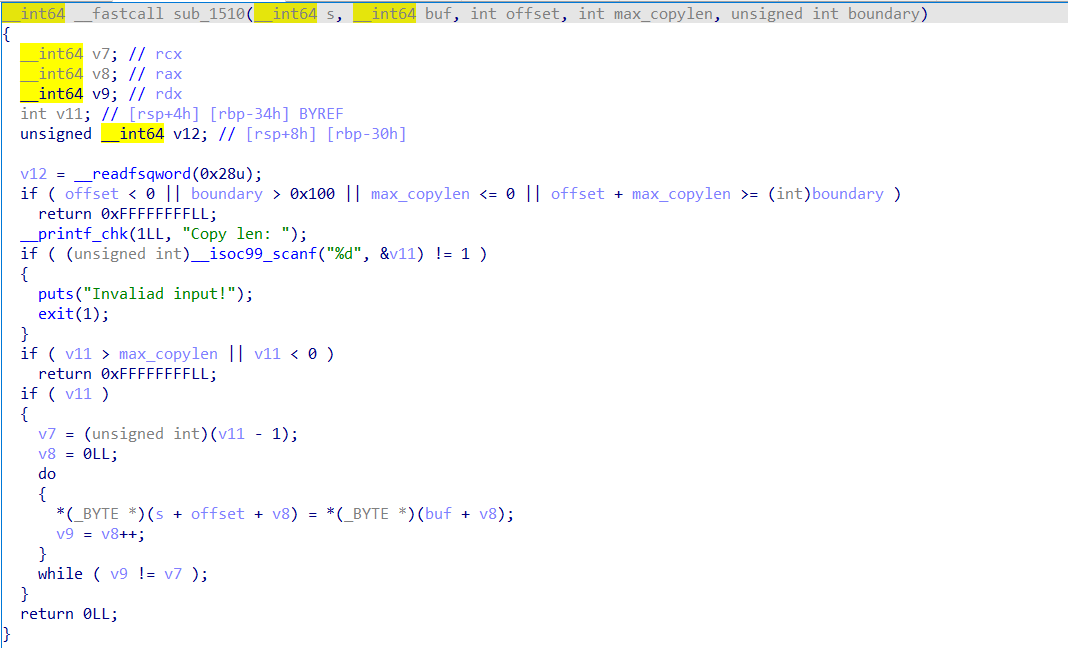 __int64 __fastcall sub_1510(__int64 s, __int64 buf, int offset, int max_copylen, unsigned int boundary)
{
  __int64 v7; // rcx
  __int64 v8; // rax
  __int64 v9; // rdx
  int v11; // [rsp+4h] [rbp-34h] BYREF
  unsigned __int64 v12; // [rsp+8h] [rbp-30h]

  v12 = __readfsqword(0x28u);
  if ( offset < 0 || boundary > 0x100 || max_copylen <= 0 || offset + max_copylen >= (int)boundary )
    return 0xFFFFFFFFLL;
  __printf_chk(1LL, "Copy len: ");
  if ( (unsigned int)__isoc99_scanf("%d", &v11) != 1 )
  {
    puts("Invaliad input!");
    exit(1);
  }
  if ( v11 > max_copylen || v11 < 0 )
    return 0xFFFFFFFFLL;
  if ( v11 )
  {
    v7 = (unsigned int)(v11 - 1);
    v8 = 0LL;
    do
    {
      *(_BYTE *)(s + offset + v8) = *(_BYTE *)(buf + v8);
      v9 = v8++;
    }
    while ( v9 != v7 );
  }
  return 0LL;
}